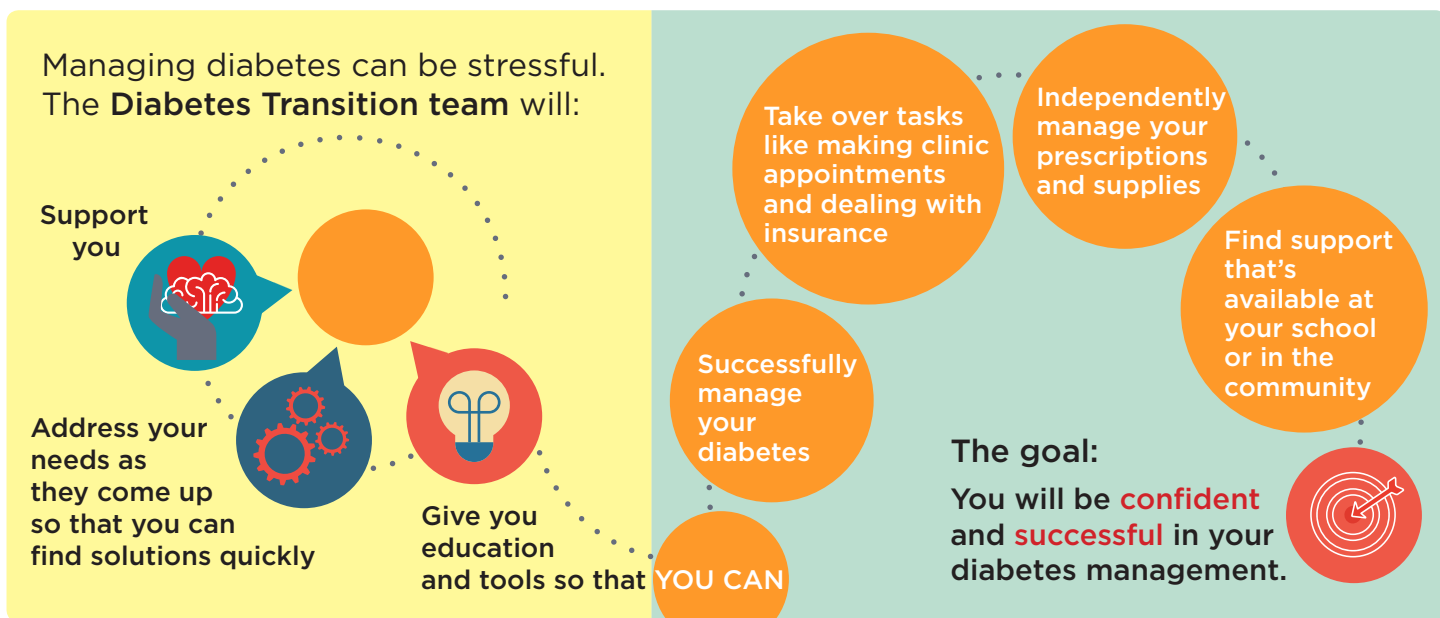 Managing diabetes can be stressful.
The Diabetes Transition team will:
Support
you
Address your
needs as
they come up
so that you can
find solutions quickly
Give you
education
and tools so that
YOU CAN
Successfully
manage
your
diabetes
Take over tasks
like making clinic
appointments
and dealing with
insurance
Independently
manage your
prescriptions
and supplies
Find support
that's
available at
your school
or in the
community
The goal:
You will be confident
and successful in your
diabetes management.